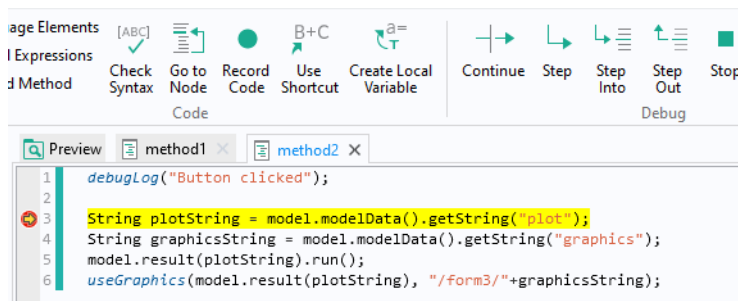 age Elements
l Expressions
d Method
[ABC]
Check Syntax
Go to Node
Record Code
B+C
Use Shortcut
a=
Create Local Variable
Continue
Step
Step Into
Step Out
Stop
Code
Debug
Preview
method1
method2
1 debugLog("Button clicked");
2
3 String plotString = model.modelData().getString("plot");
4 String graphicsString = model.modelData().getString("graphics");
5 model.result(plotString).run();
6 useGraphics(model.result(plotString), "/form3/"+graphicsString);